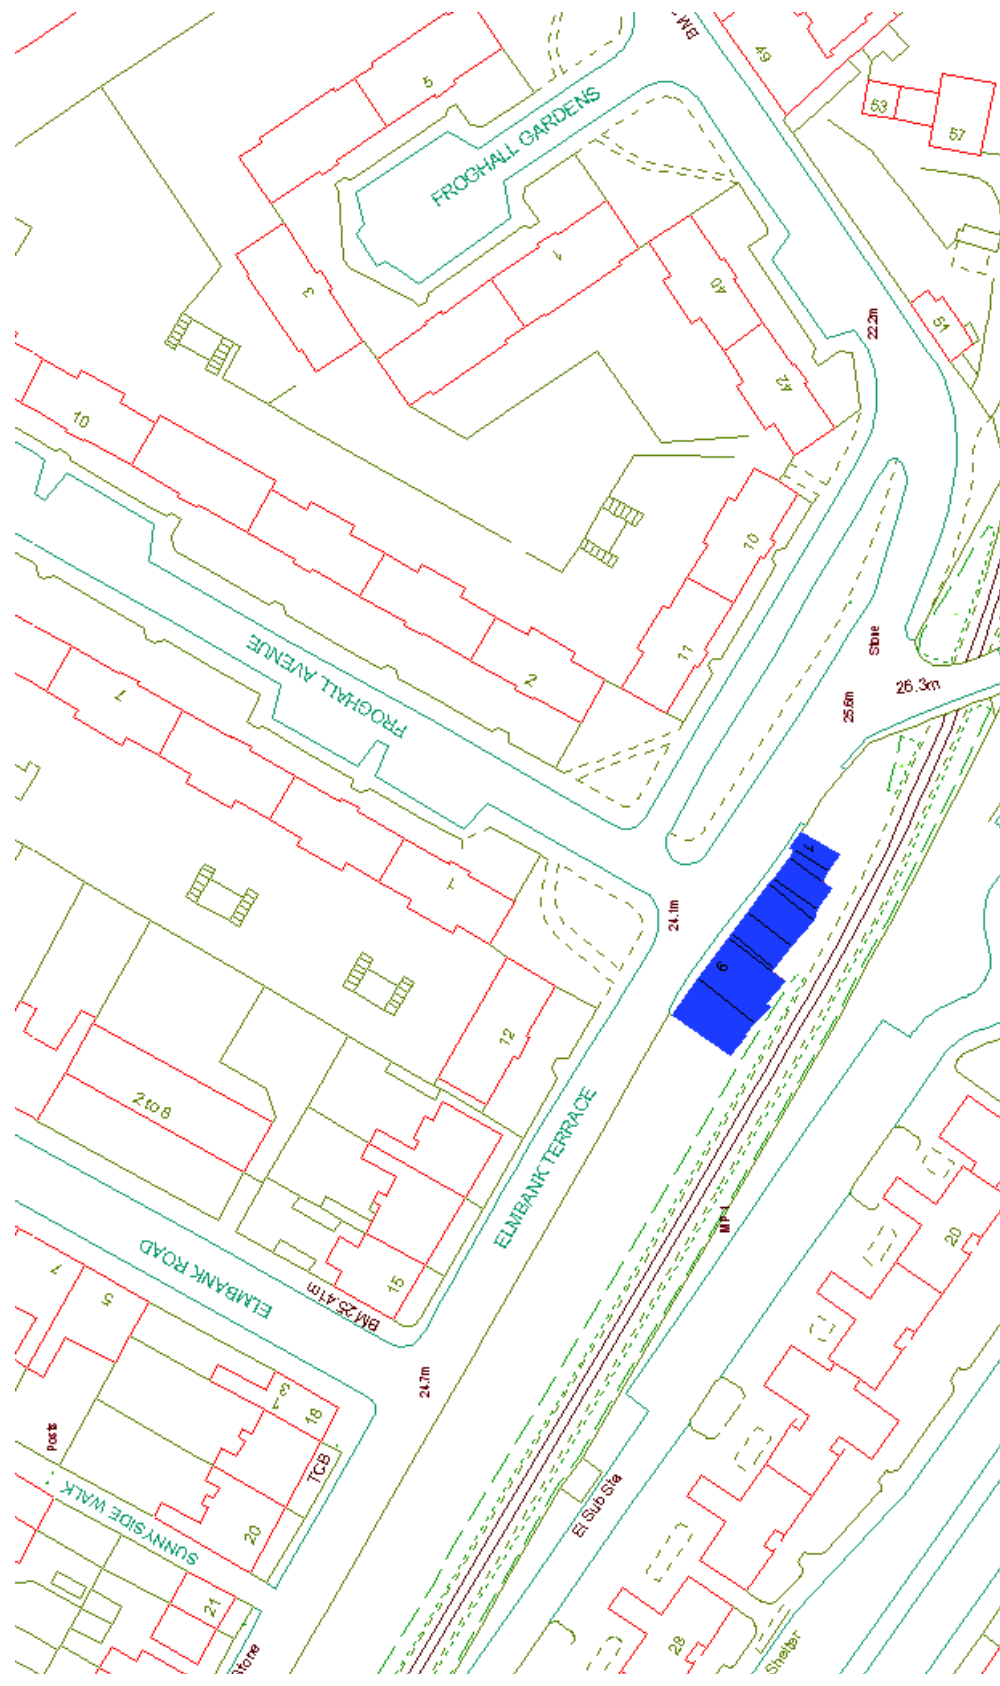 BM
49
5
53
57
FROGHALL GARDENS
1
3
40
51
22.2m
42
10
10
Stone
11
FROGHALL AVENUE
2
26.3m
7
25.6m
1
1
24.1m
9
12
2 to 8
ELMBANK TERRACE
MP .1
20
ELMBANK ROAD
15
BM 25.41m
7
5
24.7m
13
18
Posts
TCB
SUNNYSIDE WALK
El Sub Sta
20
21
28
Shelter
Stone